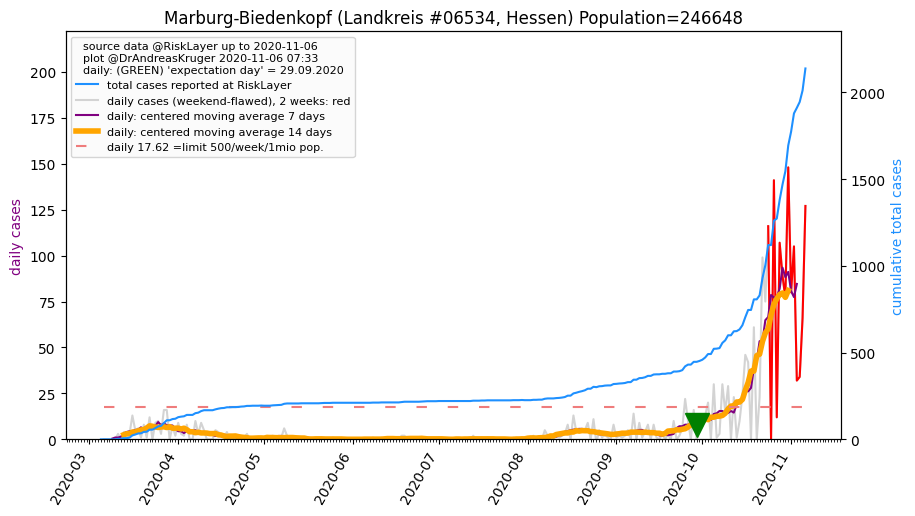 Marburg-Biedenkopf (Landkreis #06534, Hessen) Population=246648
source data @RiskLayer up to 2020-11-06
plot @DrAndreasKruger 2020-11-06 07:33
daily: (GREEN) 'expectation day' = 29.09.2020
total cases reported at RiskLayer
daily cases (weekend-flawed), 2 weeks: red
daily: centered moving average 7 days
daily: centered moving average 14 days
daily 17.62 =limit 500/week/1mio pop.
daily cases
200
175
150
125
100
75
50
25
0
cumulative total cases
2000
1500
1000
500
0
2020-03
2020-04
2020-05
2020-06
2020-07
2020-08
2020-09
2020-10
2020-11